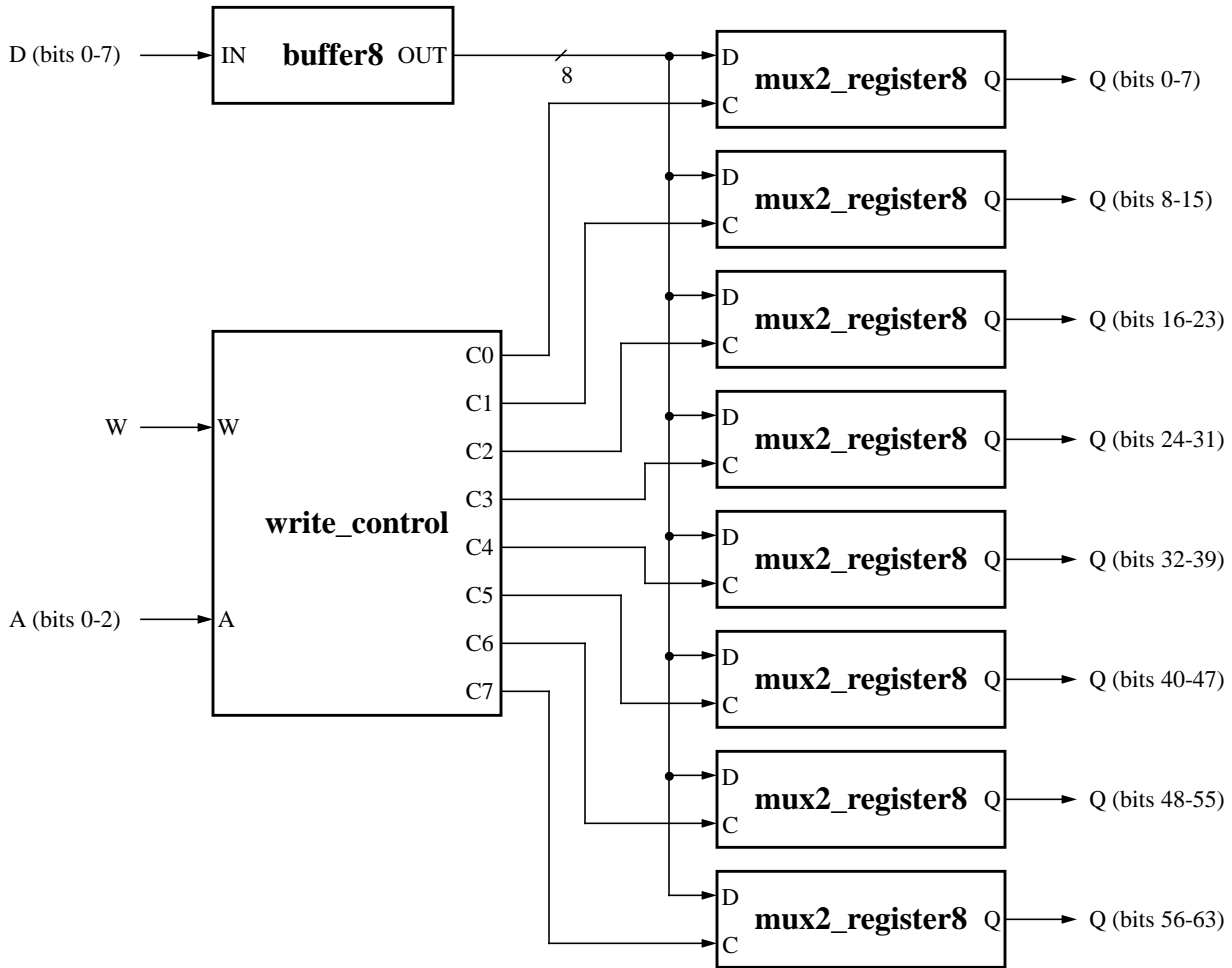 D (bits 0-7)
IN buffer8 OUT
8
D
mux2_register8 Q
C
Q (bits 0-7)
D
mux2_register8 Q
C
Q (bits 8-15)
D
mux2_register8 Q
C
Q (bits 16-23)
D
mux2_register8 Q
C
Q (bits 24-31)
D
mux2_register8 Q
C
Q (bits 32-39)
D
mux2_register8 Q
C
Q (bits 40-47)
D
mux2_register8 Q
C
Q (bits 48-55)
D
mux2_register8 Q
C
Q (bits 56-63)
W
A (bits 0-2)
W
write_control
A
C0
C1
C2
C3
C4
C5
C6
C7